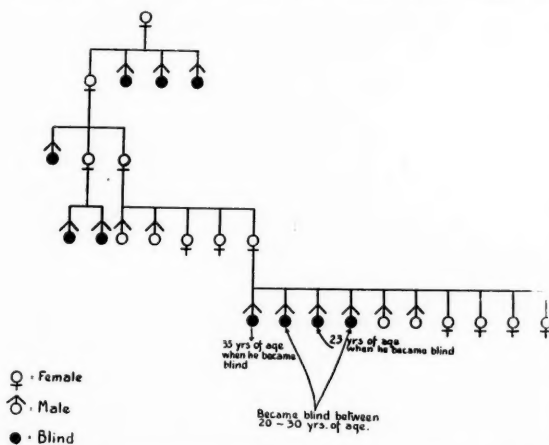 35 yrs of age
when he became
blind
23 yrs of age
when he became blind
Became blind between
20 - 30 yrs. of age.
Female
Male
Blind